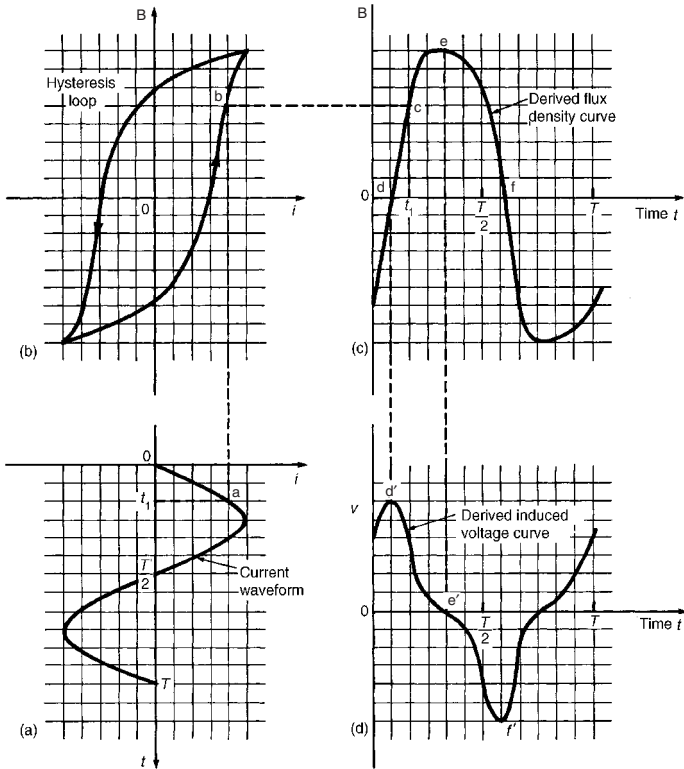 B
Hysteresis
loop
b
0
i
(b)
B
e
c
Derived flux
density curve
d
f
0
t1
T
2
T
Time t
(c)
0
i
t1
a
T
2
Current
waveform
T
(a)
t
v
d'
Derived induced
voltage curve
e'
0
T
2
T
Time t
f'
(d)